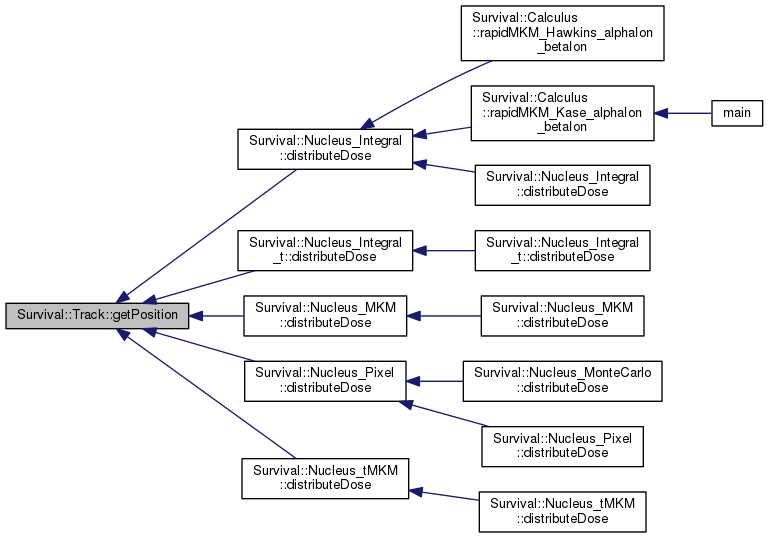 Survival::Calculus
::rapidMKM_Hawkins_alphaIon
_betaIon
Survival::Calculus
::rapidMKM_Kase_alphaIon
_betaIon
main
Survival::Nucleus_Integral
::distributeDose
Survival::Nucleus_Integral
::distributeDose
Survival::Nucleus_Integral
_t::distributeDose
Survival::Nucleus_Integral
_t::distributeDose
Survival::Track::getPosition
Survival::Nucleus_MKM
::distributeDose
Survival::Nucleus_MKM
::distributeDose
Survival::Nucleus_Pixel
::distributeDose
Survival::Nucleus_MonteCarlo
::distributeDose
Survival::Nucleus_Pixel
::distributeDose
Survival::Nucleus_tMKM
::distributeDose
Survival::Nucleus_tMKM
::distributeDose